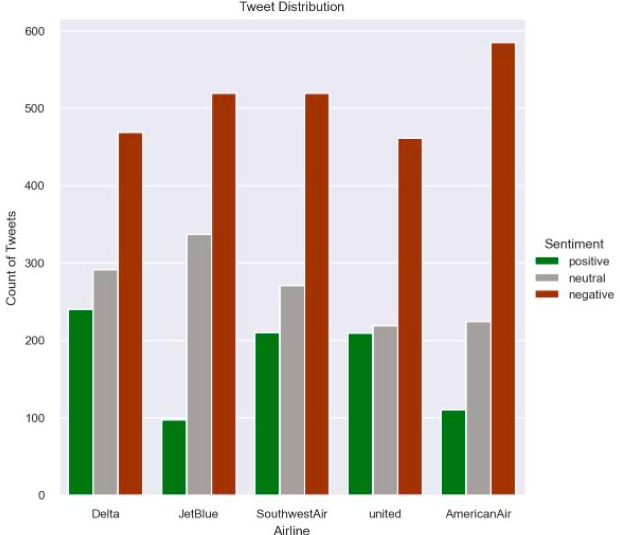 Tweet Distribution
600
500
400
300
200
100
0
Count of Tweets
Delta
JetBlue
SouthwestAir
united
AmericanAir
Airline
Sentiment
positive
neutral
negative